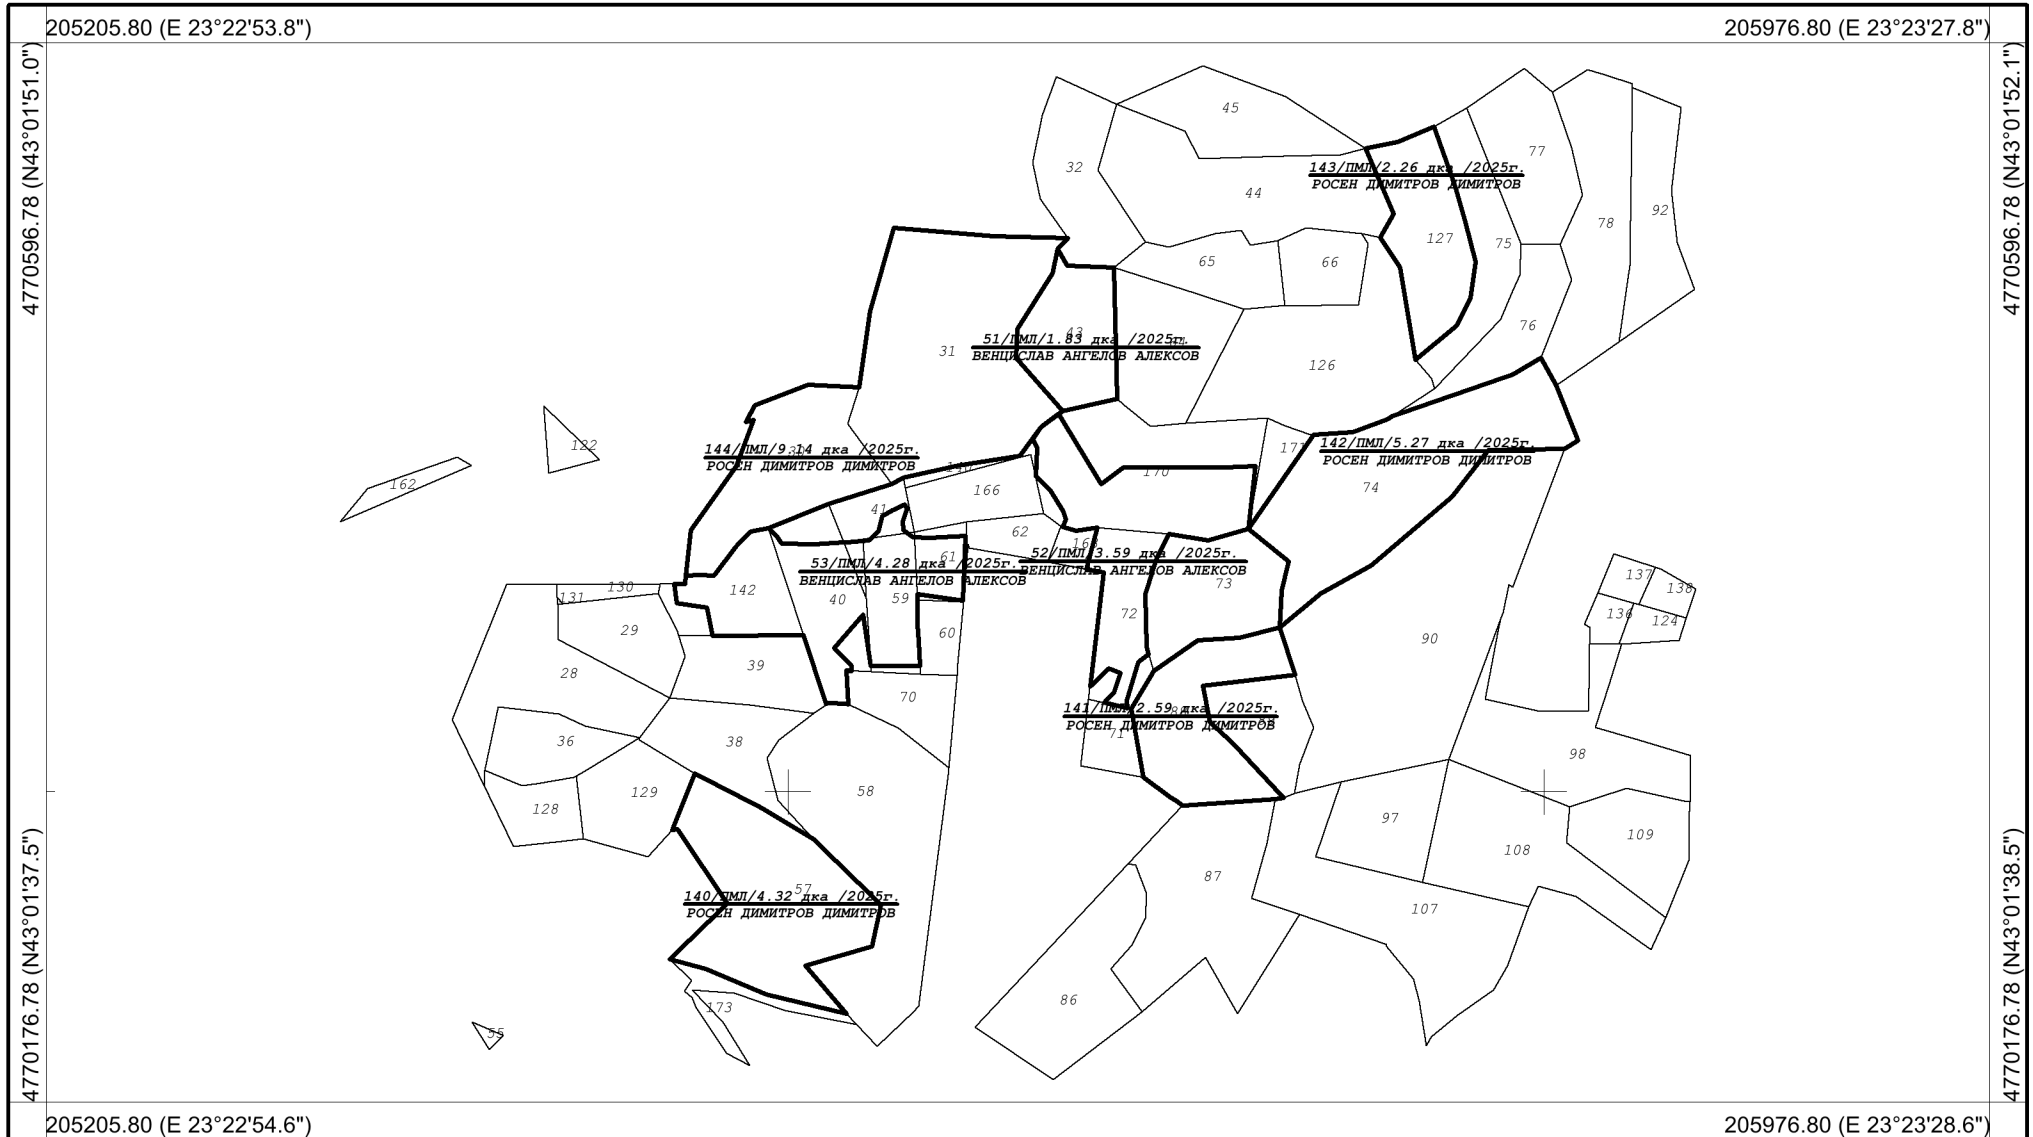 205205.80 (E 23°22'53.8")
205976.80 (E 23°23'27.8")
4770596.78 (N43°01'51.0")
4770596.78 (N43°01'52.1")
45
77
32
143/ПМЛ/2.26 дка /2025г.
РОСЕН ДИМИТРОВ ДИМИТРОВ
44
92
78
127
75
65
66
76
43
51/ПМЛ/1.83 дка /2025г.
ВЕНЦИСЛАВ АНГЕЛОВ АЛЕКСОВ
31
126
122
144/ПМЛ/9.14 дка /2025г.
РОСЕН ДИМИТРОВ ДИМИТРОВ
171
142/ПМЛ/5.27 дка /2025г.
РОСЕН ДИМИТРОВ ДИМИТРОВ
170
162
166
74
41
62
52/ПМЛ/3.59 дка /2025г.
ВЕНЦИСЛАВ АНГЕЛОВ АЛЕКСОВ
61
53/ПМЛ/4.28 дка /2025г.
ВЕНЦИСЛАВ АНГЕЛОВ АЛЕКСОВ
137
138
73
130
131
142
40
59
72
136
124
29
60
90
39
28
70
141/ПМЛ/2.59 дка /2025г.
РОСЕН ДИМИТРОВ ДИМИТРОВ
71
36
38
98
129
58
128
97
109
108
87
57
140/ПМЛ/4.32 дка /2025г.
РОСЕН ДИМИТРОВ ДИМИТРОВ
107
86
173
55
4770176.78 (N43°01'37.5")
4770176.78 (N43°01'38.5")
205205.80 (E 23°22'54.6")
205976.80 (E 23°23'28.6")